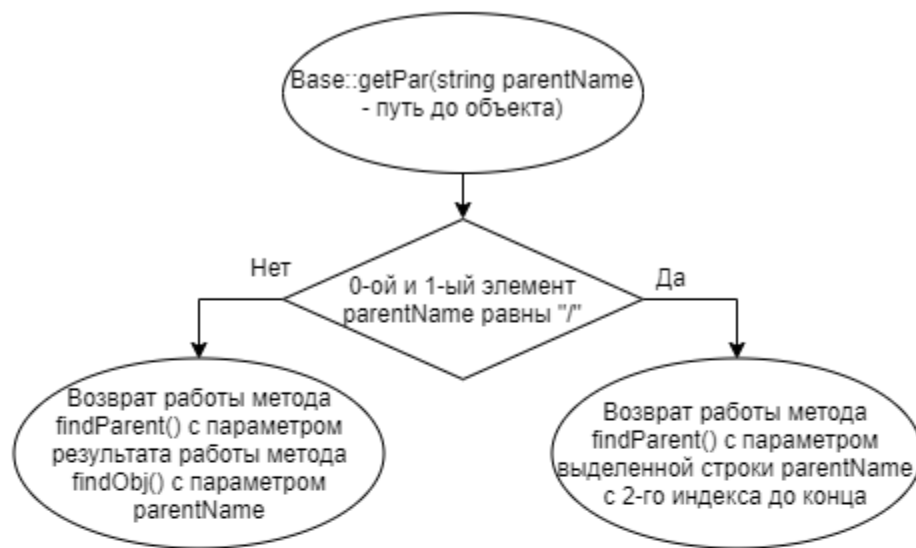 Base::getPar(string parentName
- путь до объекта)
0-ой и 1-ый элемент
parentName равны "/"
Нет
Да
Возврат работы метода
findParent() с параметром
результата работы метода
findObj() с параметром
parentName
Возврат работы метода
findParent() с параметром
выделенной строки parentName,
с 2-го индекса до конца